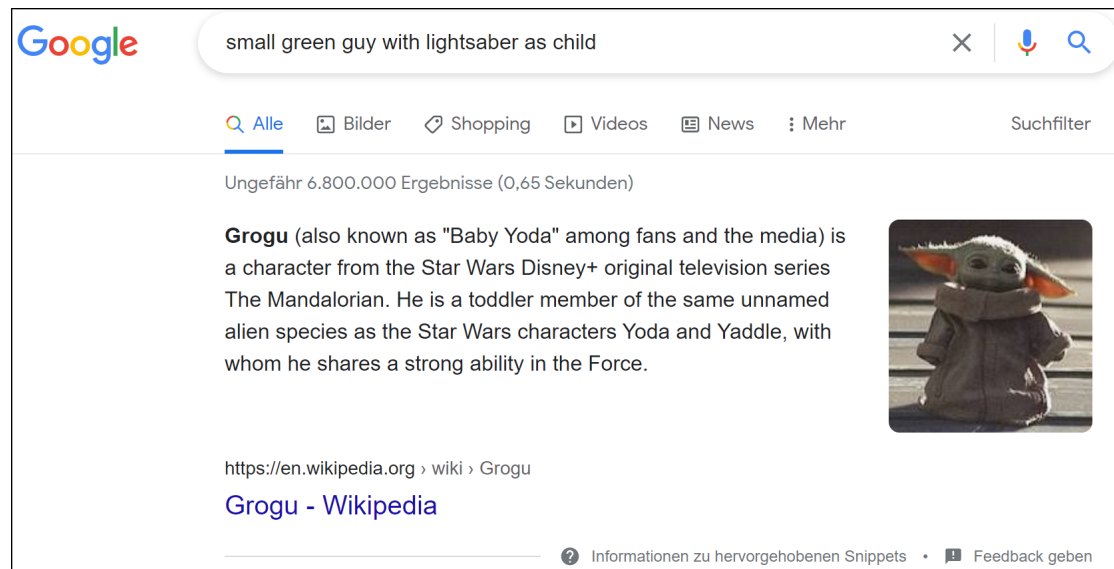 Google
small green guy with lightsaber as child
Alle Bilder Shopping Videos News Mehr Suchfilter
Ungefähr 6.800.000 Ergebnisse (0,65 Sekunden)
Grogu (also known as "Baby Yoda" among fans and the media) is
a character from the Star Wars Disney+ original television series
The Mandalorian. He is a toddler member of the same unnamed
alien species as the Star Wars characters Yoda and Yaddle, with
whom he shares a strong ability in the Force.
https://en.wikipedia.org › wiki › Grogu
Grogu - Wikipedia
Informationen zu hervorgehobenen Snippets • Feedback geben